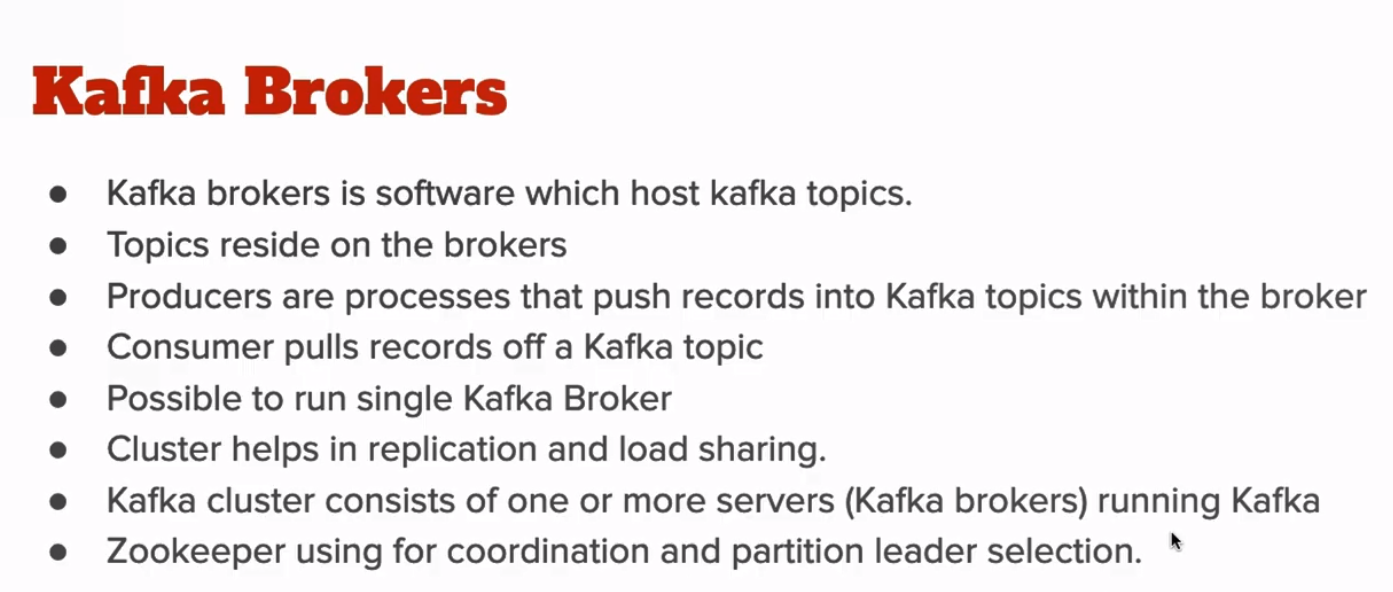 Kafka Brokers
● Kafka brokers is software which host kafka topics.
● Topics reside on the brokers
● Producers are processes that push records into Kafka topics within the broker
● Consumer pulls records off a Kafka topic
● Possible to run single Kafka Broker
● Cluster helps in replication and load sharing.
● Kafka cluster consists of one or more servers (Kafka brokers) running Kafka
● Zookeeper using for coordination and partition leader selection.